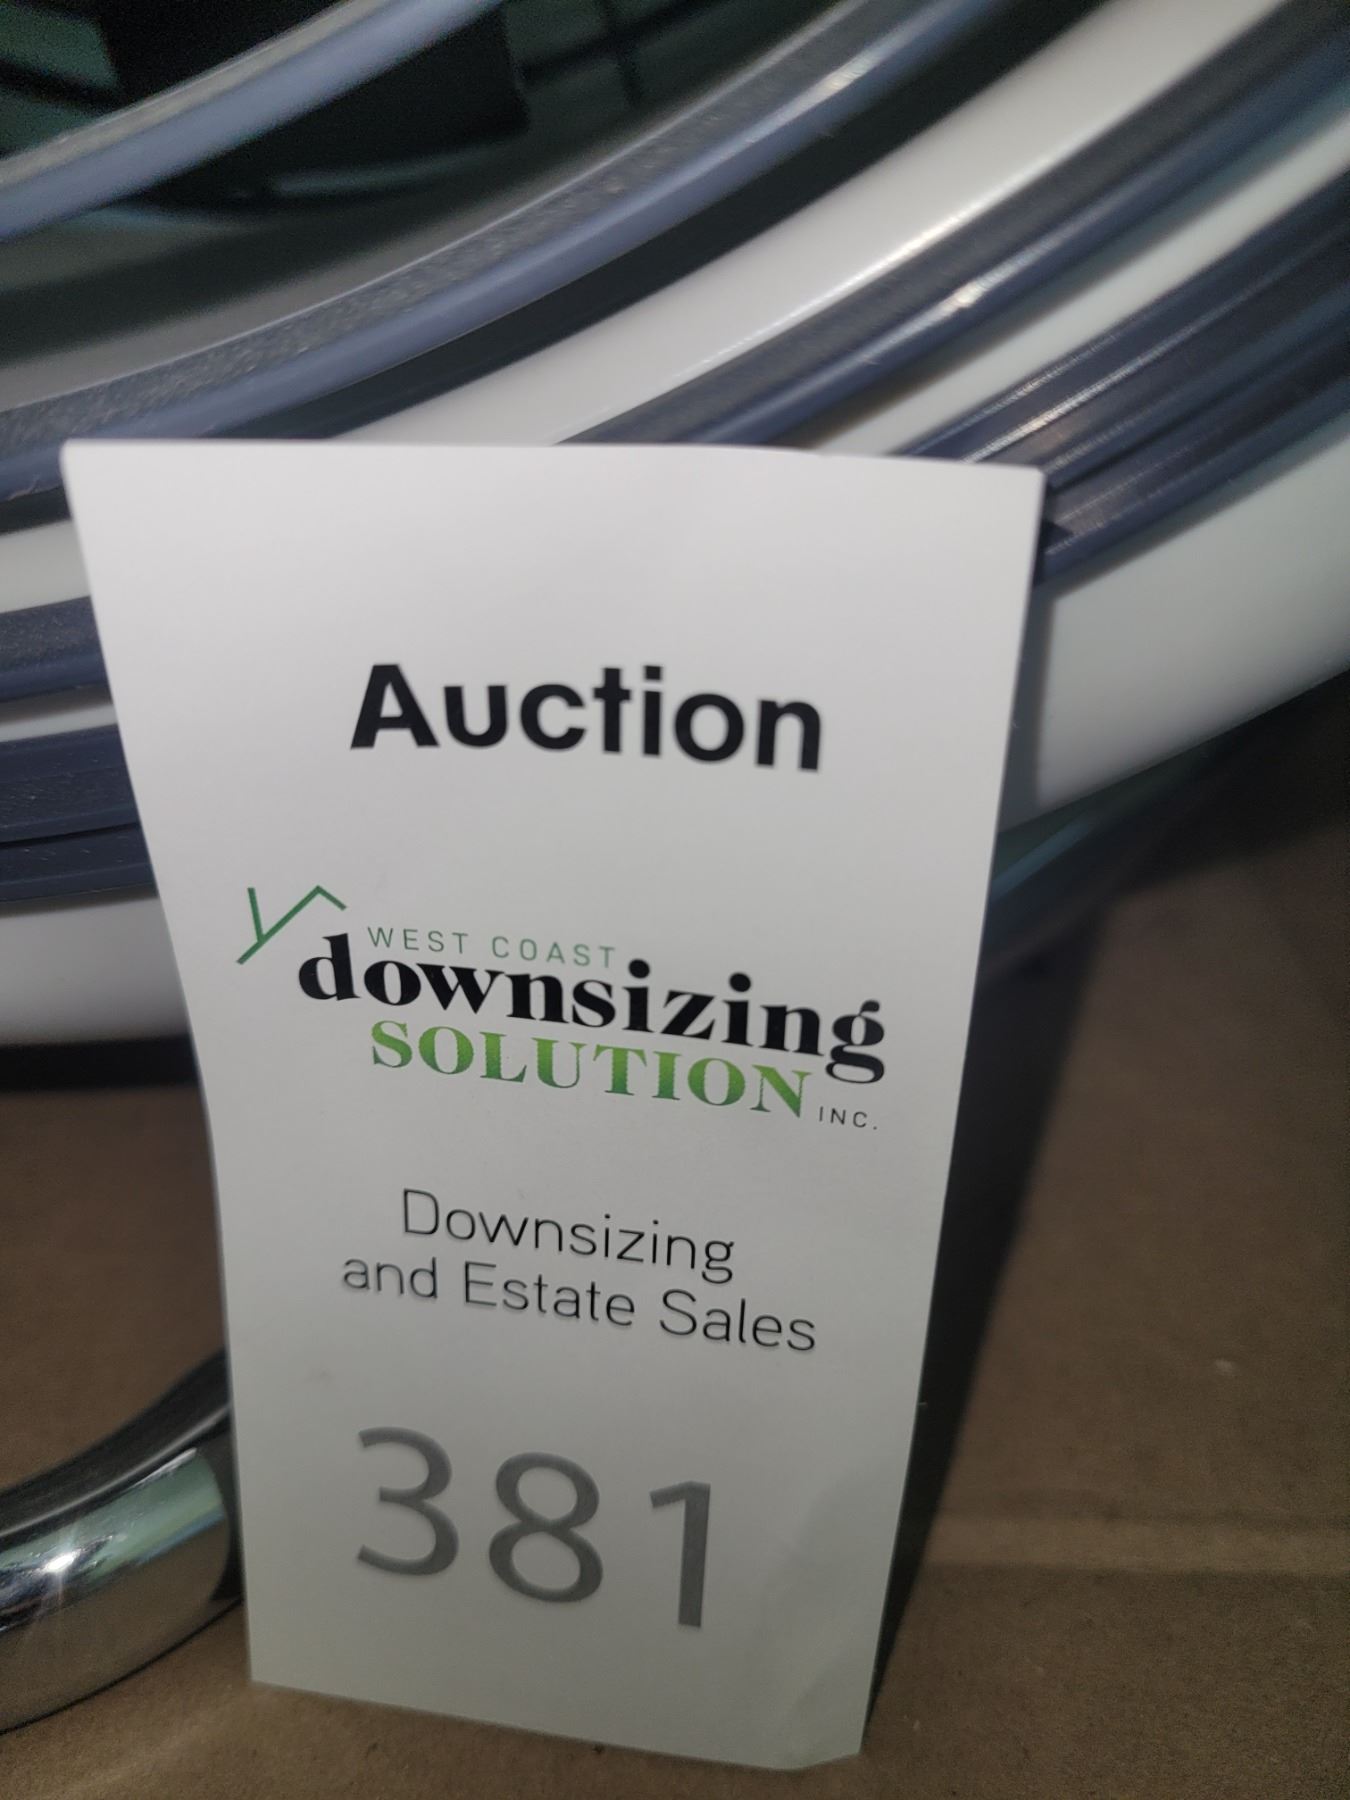 Auction
WEST COAST
downsizing
SOLUTION INC.
Downsizing
and Estate Sales
381